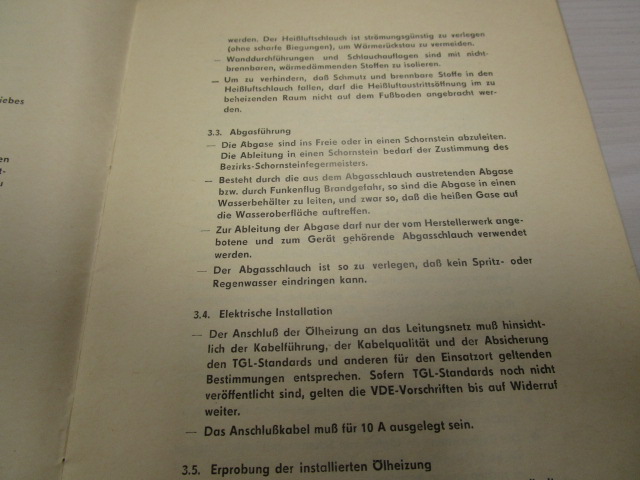 werden. Der Heißluftschlauch ist strömungsgünstig zu verlegen
(ohne scharfe Biegungen), um Wärmerückstau zu vermeiden.
— Wanddurchführungen und Schlauchauflagen sind mit nicht-
brennbaren, wärmedämmenden Stoffen zu isolieren.
— Um zu verhindern, daß Schmutz und brennbare Stoffe in den
Heißluftschlauch fallen, darf die Heißluftaustrittsöffnung im zu
beheizenden Raum nicht auf dem Fußboden angebracht wer-
den.
3.3. Abgasführung
— Die Abgase sind ins Freie oder in einen Schornstein abzuleiten.
Die Ableitung in einen Schornstein bedarf der Zustimmung des
Bezirks-Schornsteinfegermeisters.
— Besteht durch die aus dem Abgasschlauch austretenden Abgase
bzw. durch Funkenflug Brandgefahr, so sind die Abgase in einen
Wasserbehälter zu leiten, und zwar so, daß die heißen Gase auf
die Wasseroberfläche auftreffen.
— Zur Ableitung der Abgase darf nur der vom Herstellerwerk ange-
botene und zum Gerät gehörende Abgasschlauch verwendet
werden.
— Der Abgasschlauch ist so zu verlegen, daß kein Spritz- oder
Regenwasser eindringen kann.
3.4. Elektrische Installation
— Der Anschluß der Ölheizung an das Leitungsnetz muß hinsicht-
lich der Kabelführung, der Kabelqualität und der Absicherung
den TGL-Standards und anderen für den Einsatzort geltenden
Bestimmungen entsprechen. Sofern TGL-Standards noch nicht
veröffentlicht sind, gelten die VDE-Vorschriften bis auf Widerruf
weiter.
— Das Anschlußkabel muß für 10 A ausgelegt sein.
3.5. Erprobung der installierten Ölheizung